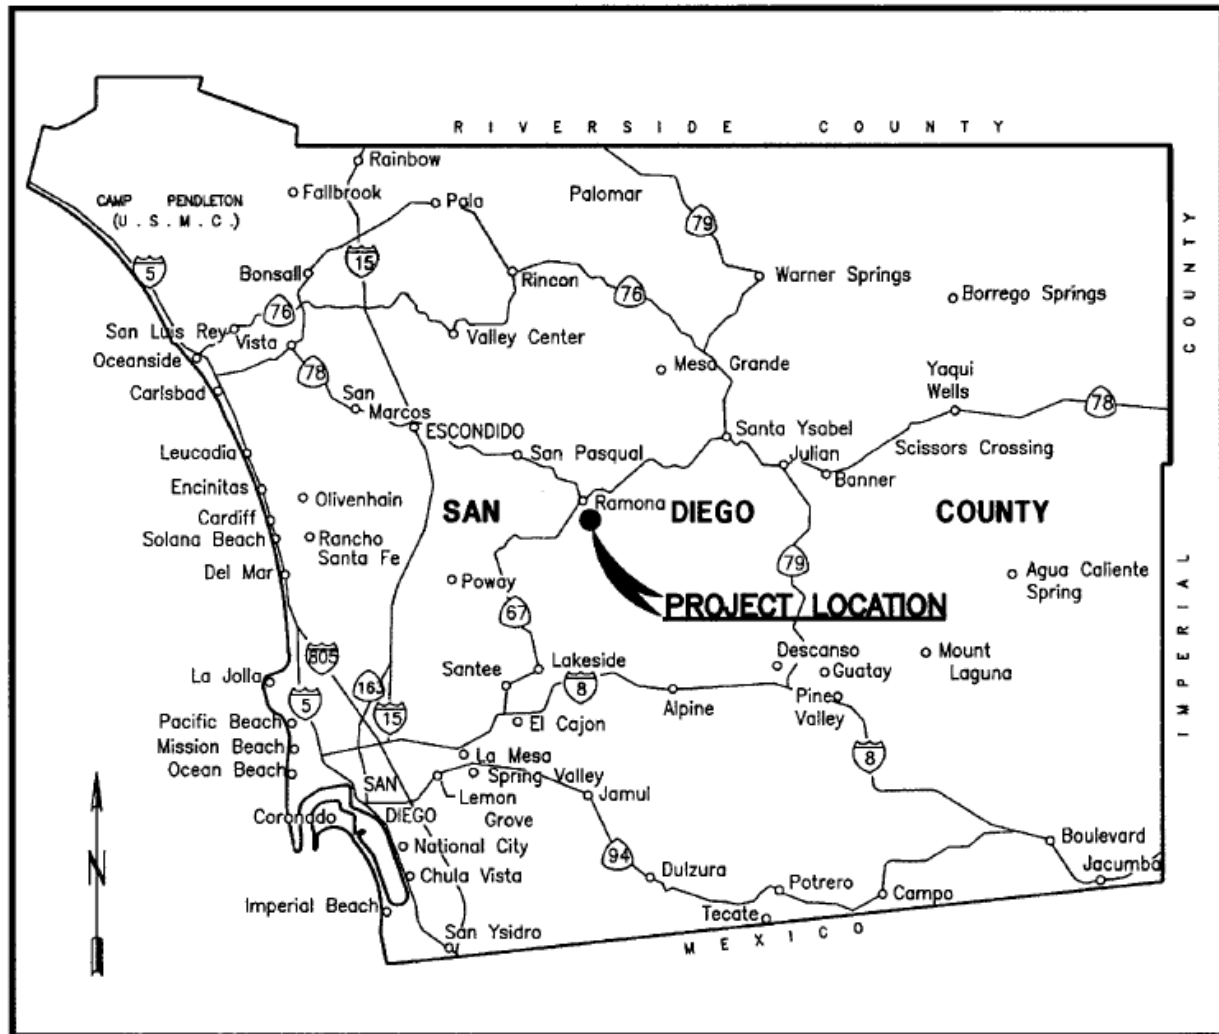 RIVERSIDE COUNTY
Rainbow
Fallbrook
CAMP PENDLETON
(U.S.M.C.)
Pala
Palomar
79
COUNTY
5
15
Bonsall
Rincon
Warner Springs
76
76
Borrego Springs
San Luis Rey
Vista
Valley Center
Oceanside
78
Mesa Grande
Yaqui
Wells
Carlsbad
San
Marcos
78
ESCONDIDO
Santa Ysabel
Scissors Crossing
Leucadia
San Pasqual
Julian
Banner
Encinitas
Olivenhain
Ramona
SAN DIEGO COUNTY
Cardiff
Solana Beach
Rancho
Santa Fe
Del Mar
Poway
79
Agua Caliente
Spring
IMPERIAL
67
PROJECT LOCATION
805
Descanso
Mount
Laguna
La Jolla
163
Santee
Lakeside
8
Guatay
5
15
Alpine
Pine
Valley
Pacific Beach
El Cajon
Mission Beach
La Mesa
8
Ocean Beach
SAN
DIEGO
Spring Valley
Lemon
Grove
Jamul
Coronado
National City
Boulevard
94
Jacumba
N
Chula Vista
Dulzura
Potrero
Campo
Imperial Beach
Tecate
San Ysidro
MEXICO